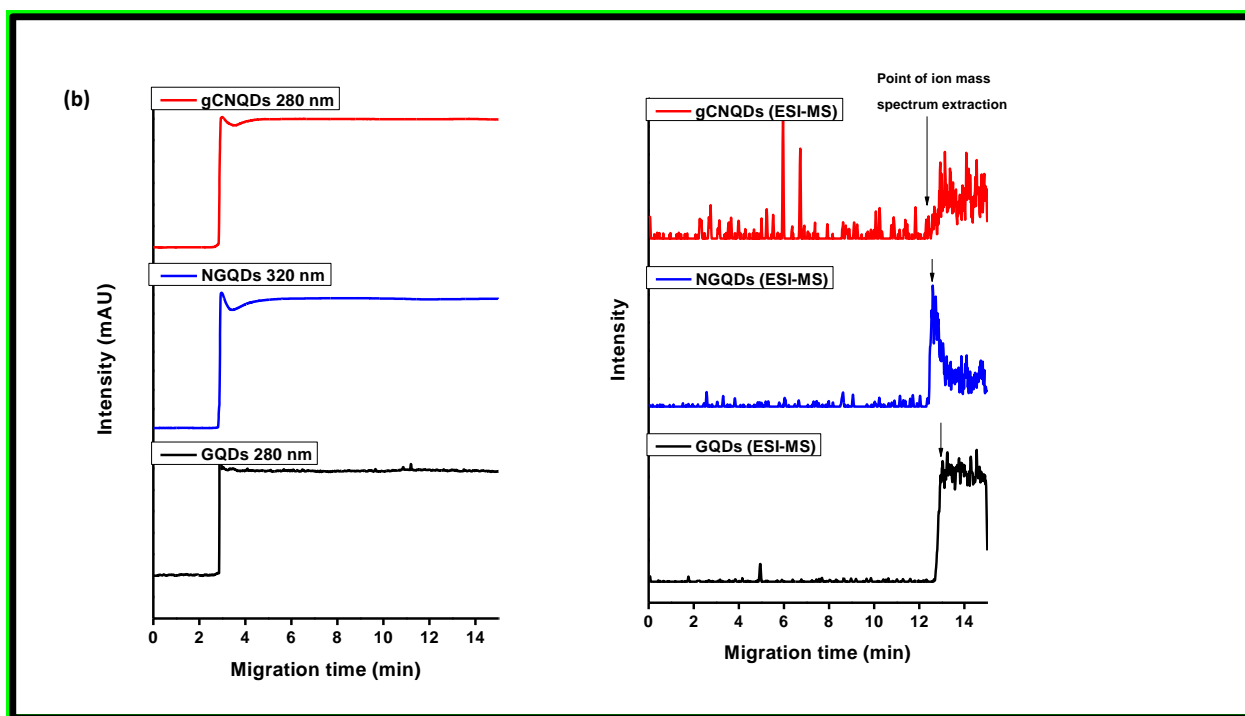 (b)
gCNQDs 280 nm
NGQDs 320 nm
GQDs 280 nm
Intensity (mAU)
0 2 4 6 8 10 12 14
Migration time (min)
Point of ion mass
spectrum extraction
gCNQDs (ESI-MS)
NGQDs (ESI-MS)
GQDs (ESI-MS)
Intensity
0 2 4 6 8 10 12 14
Migration time (min)